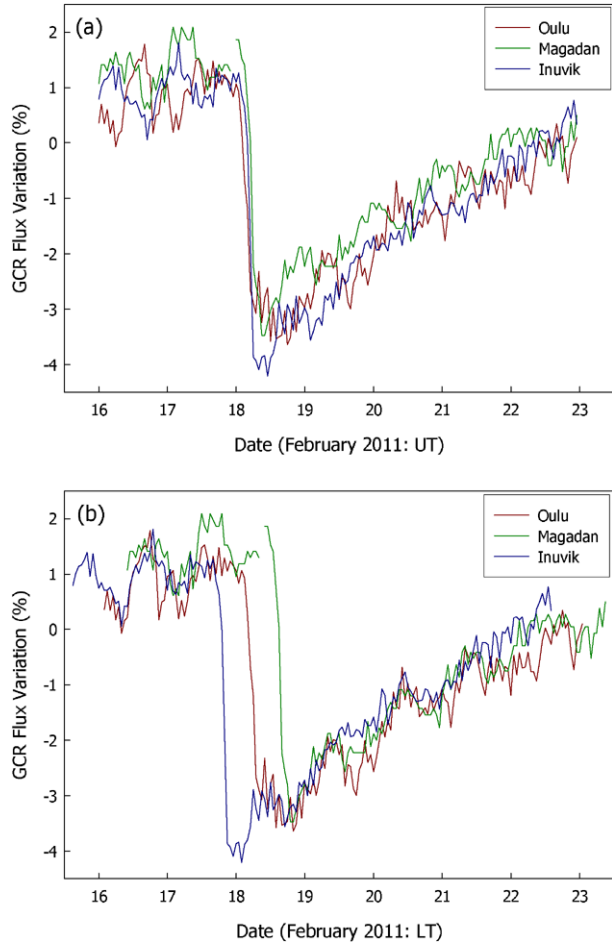 (a)
Oulu
Magadan
Inuvik
2
1
0
-1
-2
-3
-4
GCR Flux Variation (%)
16 17 18 19 20 21 22 23
Date (February 2011: UT)
(b)
Oulu
Magadan
Inuvik
2
1
0
-1
-2
-3
-4
GCR Flux Variation (%)
16 17 18 19 20 21 22 23
Date (February 2011: LT)